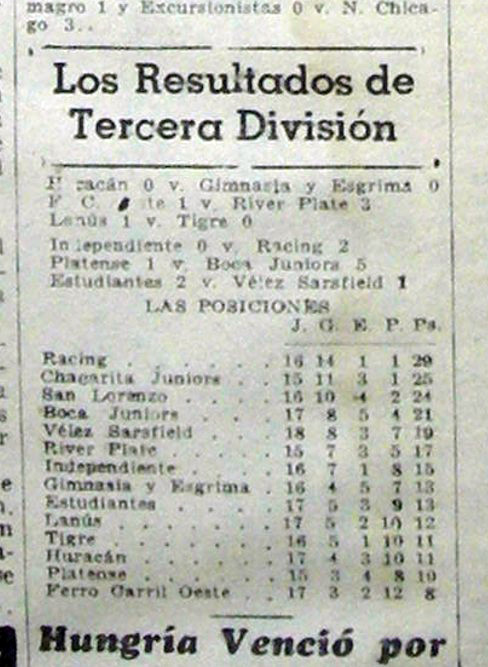 magro 1 y Excursionistas 0 v. N. Chica-
go 3..
Los Resultados de
Tercera División
Huracán 0 v. Gimnasia y Esgrima 0
F. C. 1 v. River Plate 3
Lanús 1 v. Tigre 0
Independiente 0 v. Racing 2
Platense 1 v. Boca Juniors 5
Estudiantes 2 v. Vélez Sarsfield 1
LAS POSICIONES
J. G. E. P. Ps.
Racing . . . . . . 16 14 1 1 29
Chacarita Juniors . . . 15 11 3 1 25
San Lorenzo . . . . . 16 10 4 2 24
Boca Juniors . . . . 17 8 5 4 21
Vélez Sarsfield . . . . 18 8 3 7 19
River Plate . . . . . 15 7 3 5 17
Independiente . . . . . 16 7 1 8 15
Gimnasia y Esgrima . . 16 4 5 7 13
Estudiantes . . . . . 17 5 3 9 13
Lanús . . . . . . . 17 5 2 10 12
Tigre . . . . . . . 16 5 1 10 11
Huracán . . . . . . 17 4 3 10 11
Platense . . . . . . 15 3 4 8 10
Ferro Carril Oeste . . 17 3 2 12 8
Hungría Venció por